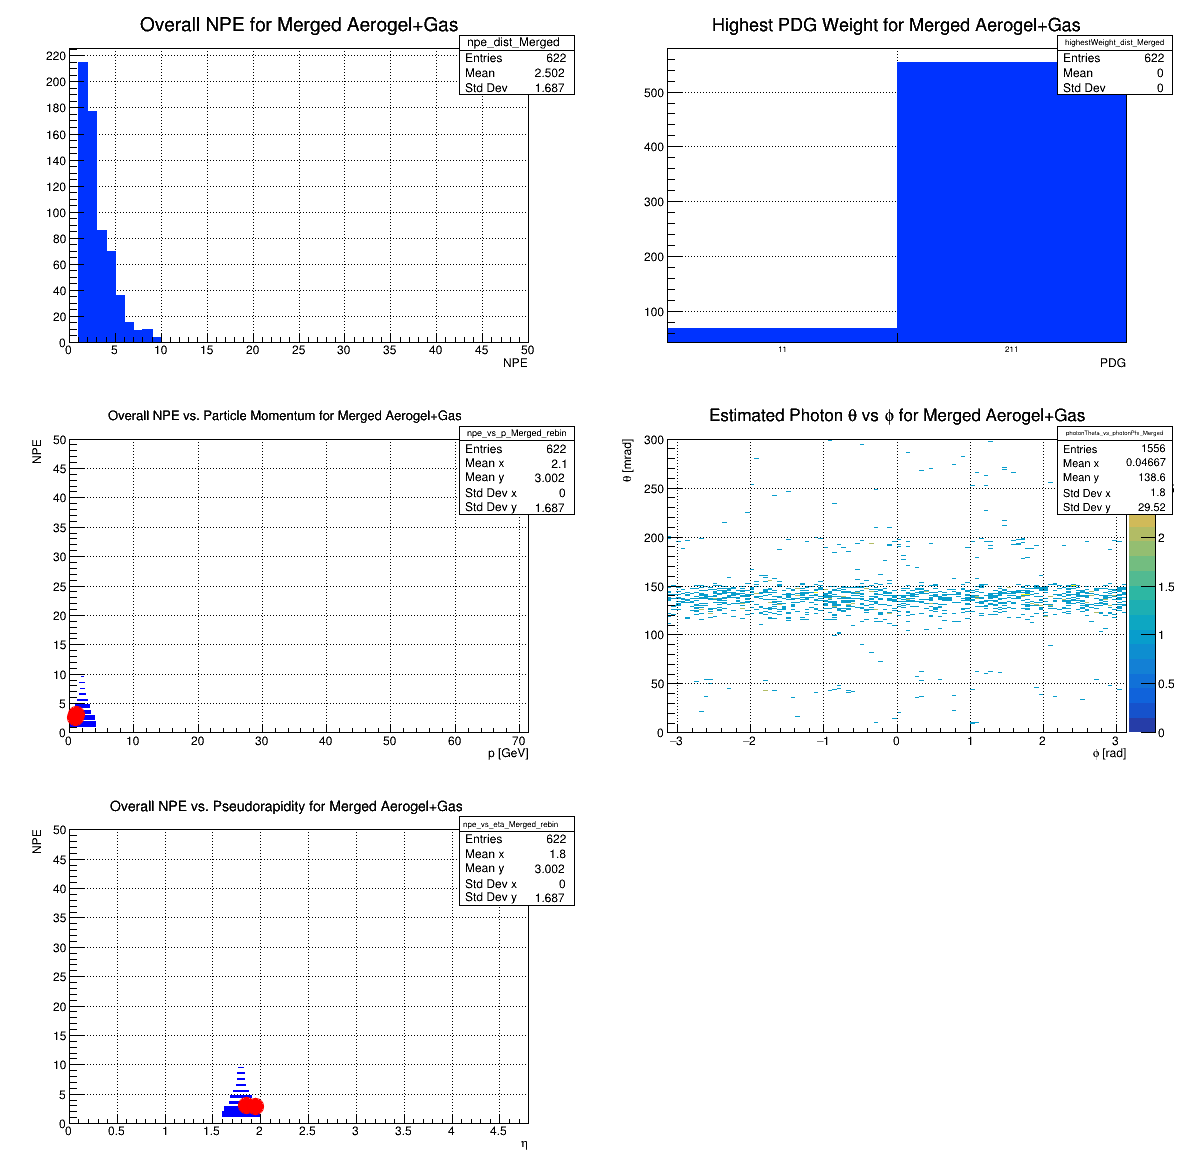 Overall NPE for Merged Aerogel+Gas
npe_dist_Merged
Entries 622
Mean 2.502
Std Dev 1.687
220
200
180
160
140
120
100
80
60
40
20
0
0 5 10 15 20 25 30 35 40 45 50
NPE
Highest PDG Weight for Merged Aerogel+Gas
highestWeight_dist_Merged
Entries 622
Mean 0
Std Dev 0
500
400
300
200
100
11 211
PDG
Overall NPE vs. Particle Momentum for Merged Aerogel+Gas
npe_vs_p_Merged_rebin
Entries 622
Mean x 2.1
Mean y 3.002
Std Dev x 0
Std Dev y 1.687
NPE
50
45
40
35
30
25
20
15
10
5
0
0 10 20 30 40 50 60 70
p [GeV]
Estimated Photon θ vs ϕ for Merged Aerogel+Gas
photonTheta_vs_photonPhi_Merged
Entries 1556
Mean x 0.04667
Mean y 138.6
Std Dev x 1.8
Std Dev y 29.52
θ [mrad]
300
250
200
150
100
50
0
−3 −2 −1 0 1 2 3
ϕ [rad]
2
1.5
1
0.5
0
Overall NPE vs. Pseudorapidity for Merged Aerogel+Gas
npe_vs_eta_Merged_rebin
Entries 622
Mean x 1.8
Mean y 3.002
Std Dev x 0
Std Dev y 1.687
NPE
50
45
40
35
30
25
20
15
10
5
0
0 0.5 1 1.5 2 2.5 3 3.5 4 4.5
η